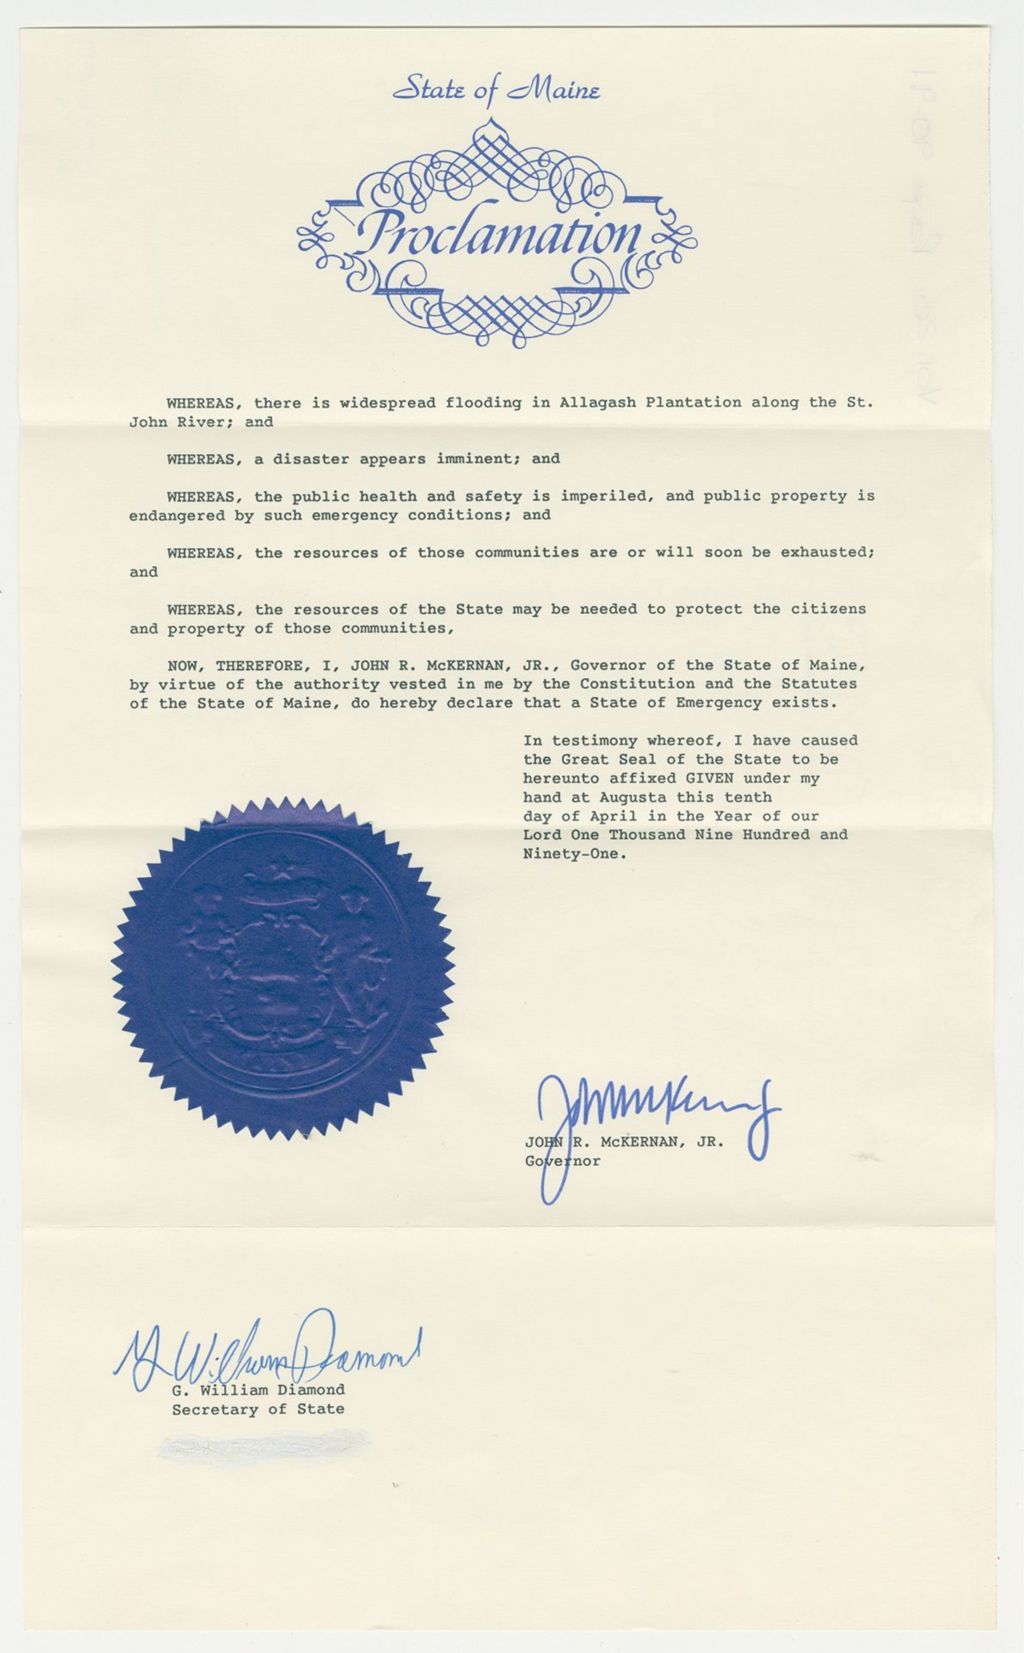 State of Maine
Proclamation
WHEREAS, there is widespread flooding in Allagash Plantation along the St.
John River; and
WHEREAS, a disaster appears imminent; and
WHEREAS, the public health and safety is imperiled, and public property is
endangered by such emergency conditions; and
WHEREAS, the resources of those communities are or will soon be exhausted;
and
WHEREAS, the resources of the State may be needed to protect the citizens
and property of those communities,
NOW, THEREFORE, I, JOHN R. McKERNAN, JR., Governor of the State of Maine,
by virtue of the authority vested in me by the Constitution and the Statutes
of the State of Maine, do hereby declare that a State of Emergency exists.
In testimony whereof, I have caused
the Great Seal of the State to be
hereunto affixed GIVEN under my
hand at Augusta this tenth
day of April in the Year of our
Lord One Thousand Nine Hundred and
Ninety-One.
JOHN R. McKERNAN, JR.
Governor
G William Diamond
G. William Diamond
Secretary of State